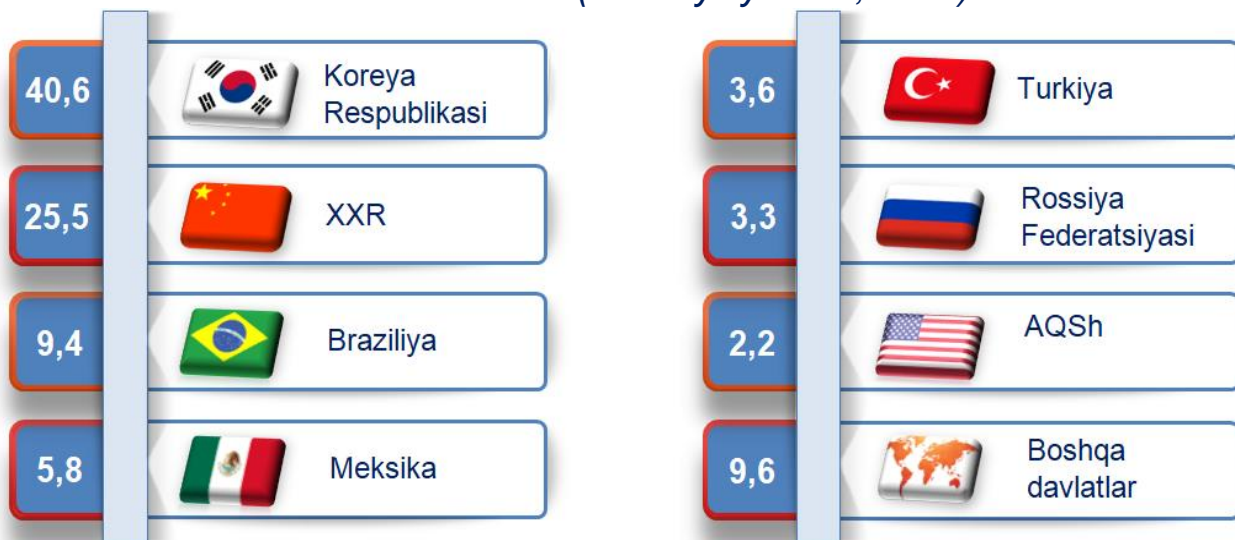 40,6
Koreya
Respublikasi
25,5
XXR
9,4
Braziliya
5,8
Meksika
3,6
Turkiya
3,3
Rossiya
Federatsiyasi
2,2
AQSh
9,6
Boshqa
davlatlar